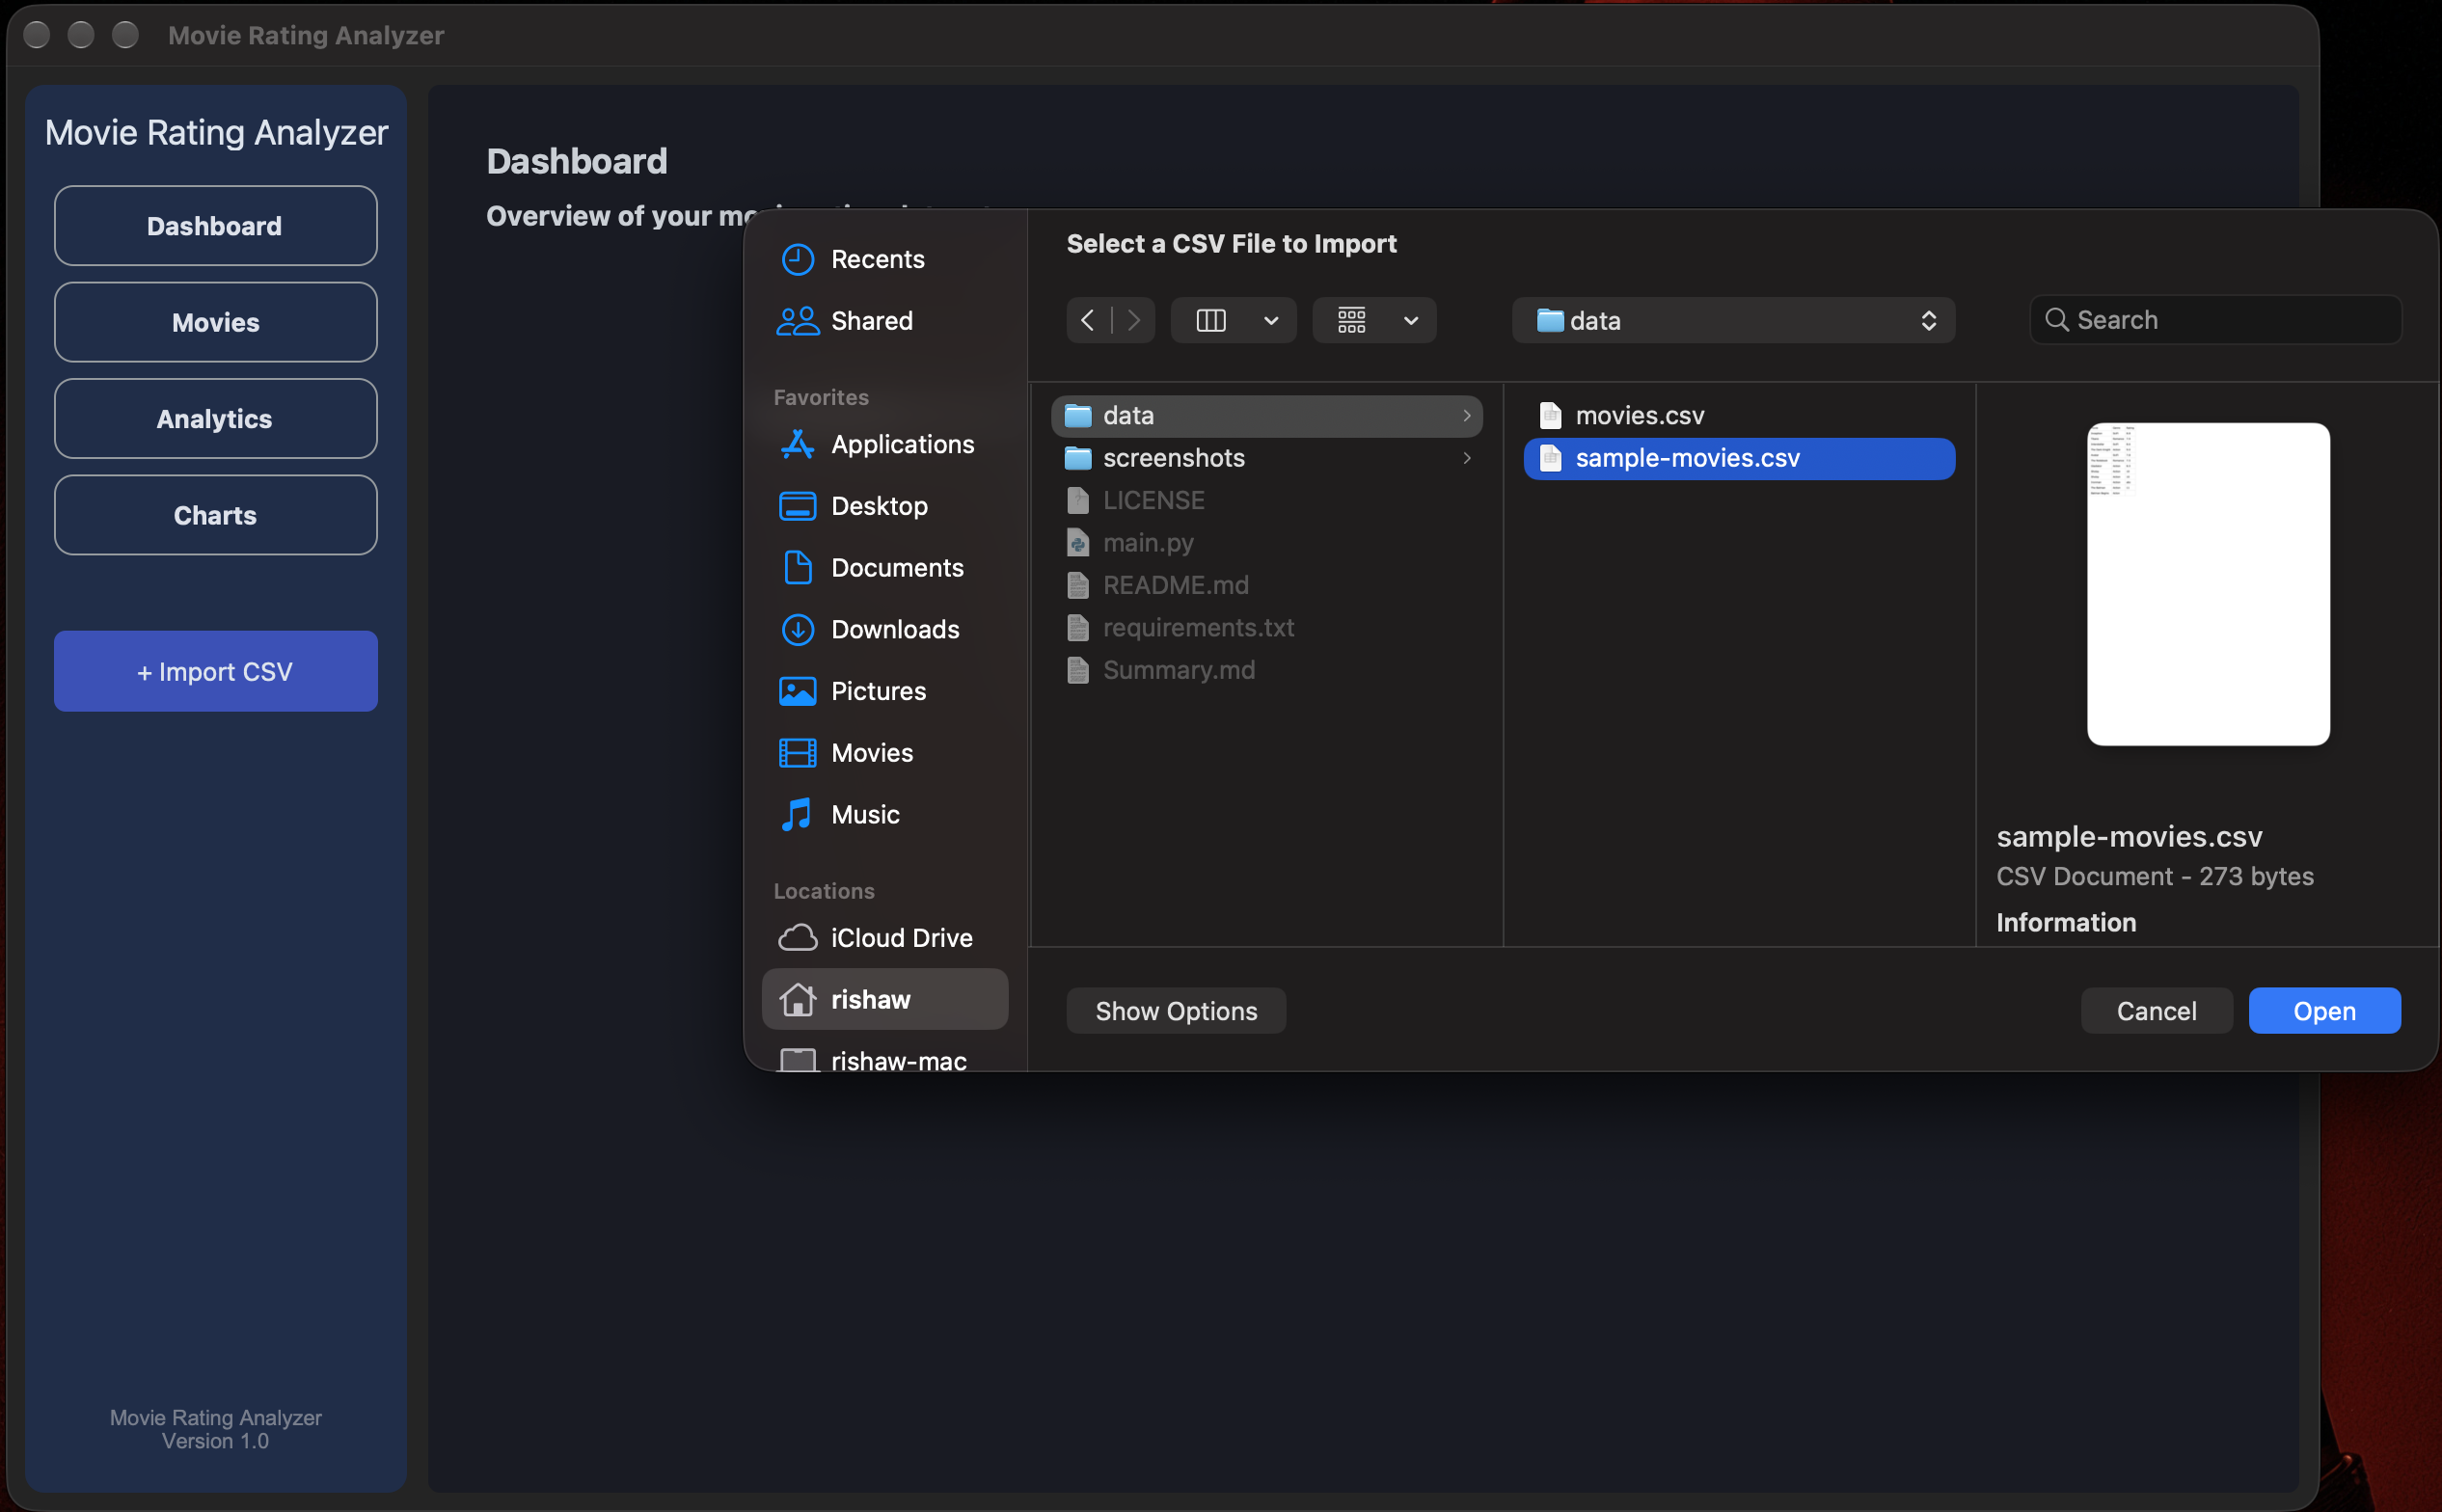 Movie Rating Analyzer
Movie Rating Analyzer
Dashboard
Movies
Analytics
Charts
+ Import CSV
Movie Rating Analyzer
Version 1.0
Dashboard
Overview of your
Recents
Shared
Favorites
Applications
Desktop
Documents
Downloads
Pictures
Movies
Music
Locations
iCloud Drive
rishaw
rishaw-mac
Select a CSV File to Import
data
Search
data
screenshots
LICENSE
main.py
README.md
requirements.txt
Summary.md
movies.csv
sample-movies.csv
sample-movies.csv
CSV Document - 273 bytes
Information
Show Options
Cancel
Open